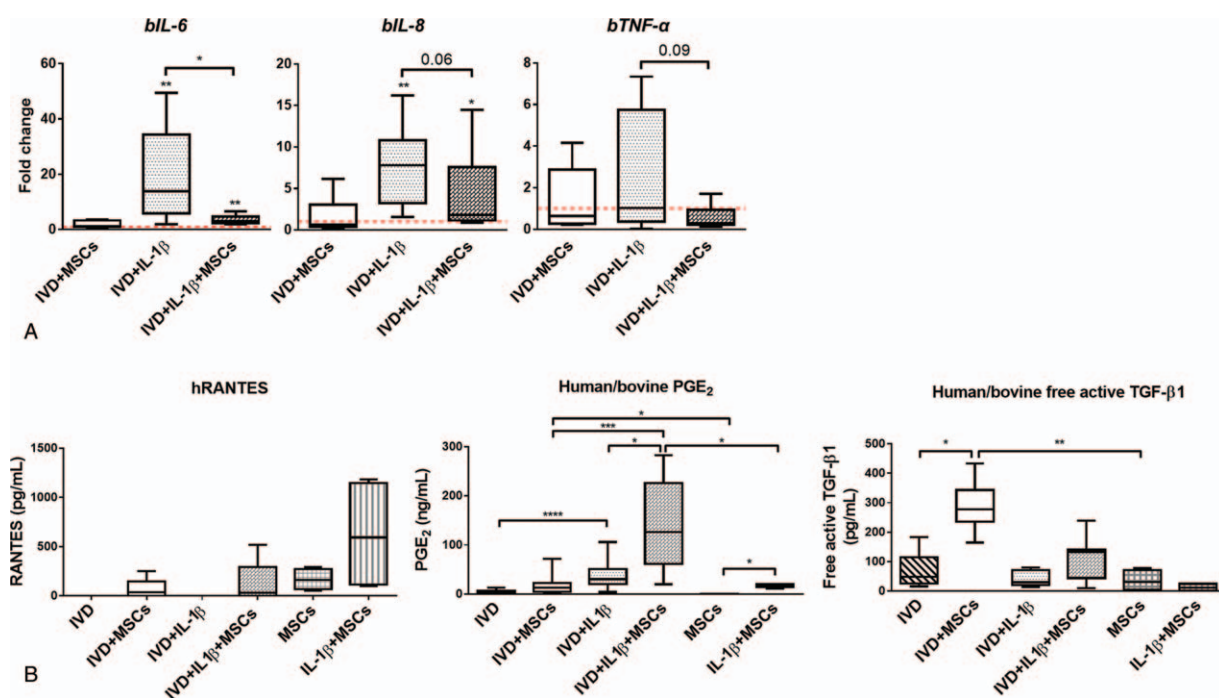 bIL-6
bIL-8
bTNF-α
Fold change
60
40
20
0
**
*
**
IVD+MSCs
IVD+IL-1β
IVD+IL-1β+MSCs
20
15
10
5
0
0.06
**
*
IVD+MSCs
IVD+IL-1β
IVD+IL-1β+MSCs
8
6
4
2
0
0.09
IVD+MSCs
IVD+IL-1β
IVD+IL-1β+MSCs
A
hRANTES
RANTES (pg/mL)
1500
1000
500
0
IVD
IVD+MSCs
IVD+IL-1β
IVD+IL1β+MSCs
MSCs
IL-1β+MSCs
Human/bovine PGE₂
PGE₂ (ng/mL)
300
200
100
0
*
***
*
*
****
*
IVD
IVD+MSCs
IVD+IL1β
IVD+IL1β+MSCs
MSCs
IL-1β+MSCs
Human/bovine free active TGF-β1
Free active TGF-β1
(pg/mL)
500
400
300
200
100
0
*
**
IVD
IVD+MSCs
IVD+IL-1β
IVD+IL1β+MSCs
MSCs
IL-1β+MSCs
B